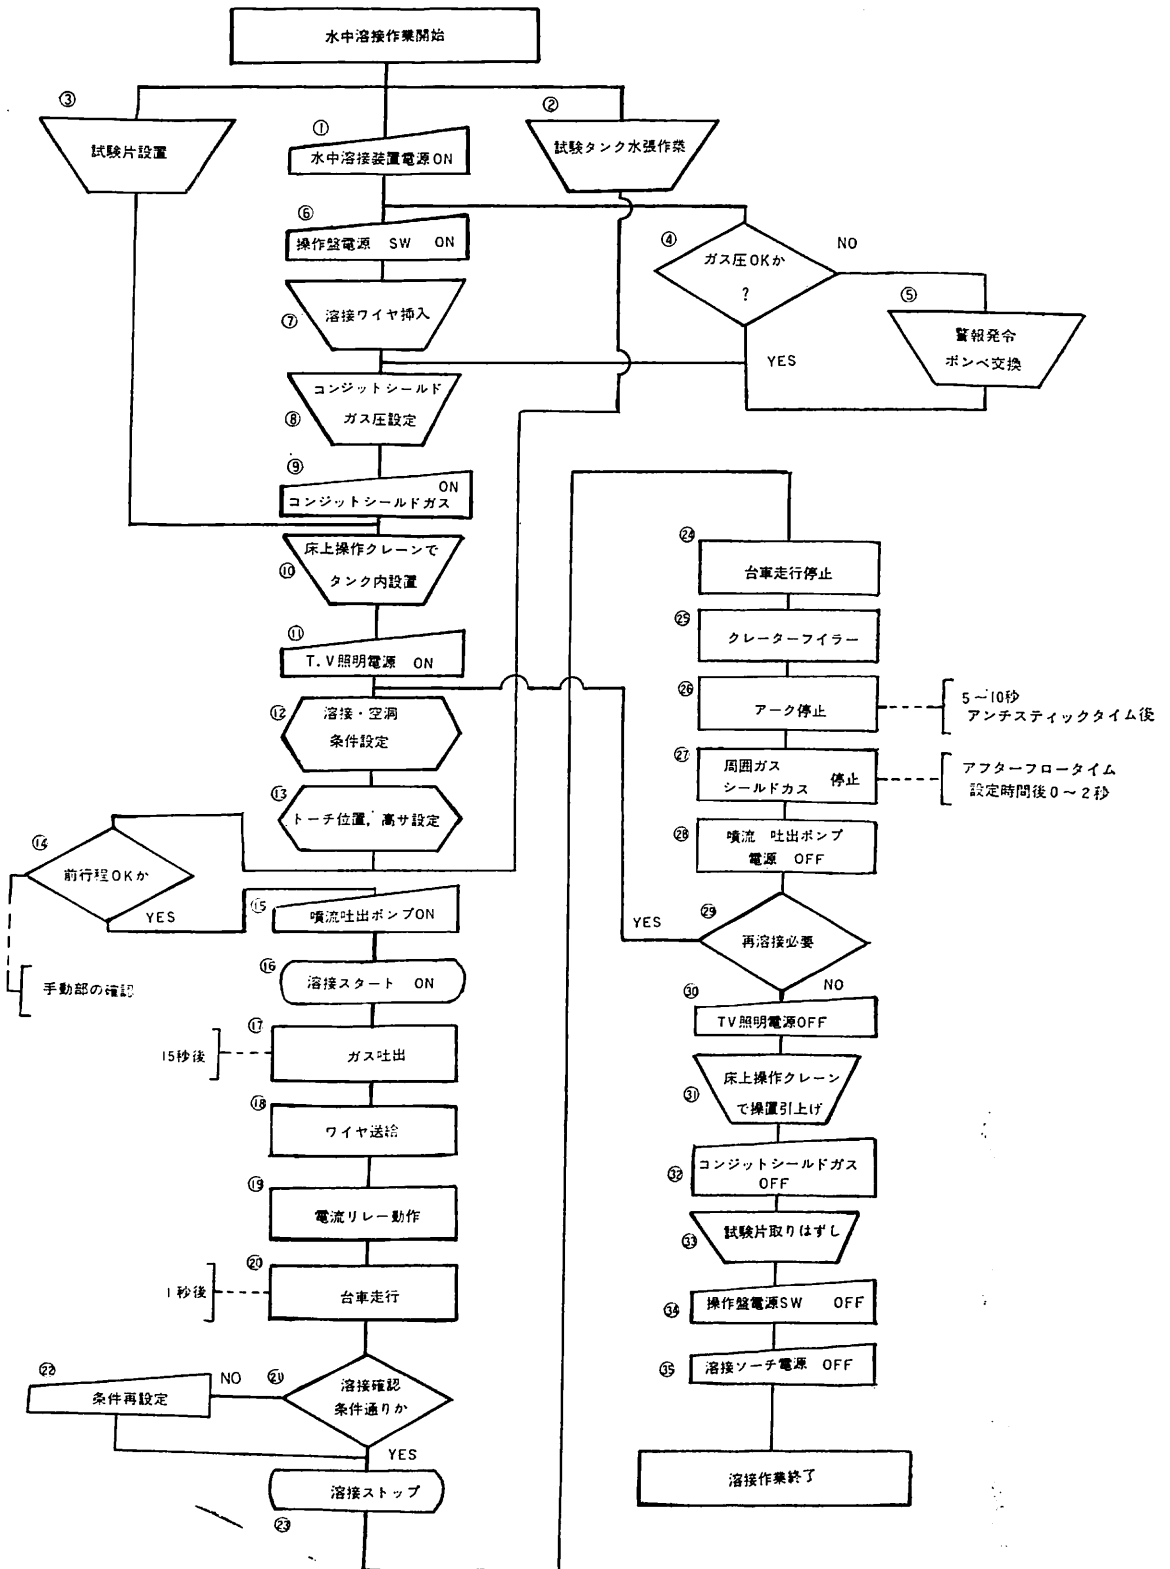 水中溶接作業開始
③
試験片設置
①
水中溶接装置電源ON
②
試験タンク水張作業
⑥
操作盤電源 SW ON
④
ガス圧OKか
?
NO
YES
⑤
警報発令
ボンベ交換
⑦
溶接ワイヤ挿入
⑧
コンジットシールド
ガス圧設定
⑨
ON
コンジットシールドガス
⑩
床上操作クレーンで
タンク内設置
⑪
T.V照明電源 ON
⑫
溶接・空洞
条件設定
⑬
トーチ位置,高サ設定
⑭
前行程OKか
YES
手動部の確認
⑮
噴流吐出ポンプON
⑯
溶接スタート ON
⑰
ガス吐出
15秒後
⑱
ワイヤ送給
⑲
電流リレー動作
⑳
台車走行
1秒後
㉑
溶接確認
条件通りか
NO
YES
㉒
条件再設定
溶接ストップ
㉓
㉔
台車走行停止
㉕
クレーターフイラー
㉖
アーク停止
5~10秒
アンチスティックタイム後
㉗
周囲ガス
シールドカス 停止
アフターフロータイム
設定時間後0~2秒
㉘
噴流 吐出ポンプ
電源 OFF
㉙
再溶接必要
YES
NO
㉚
TV照明電源OFF
㉛
床上操作クレーン
で操置引上げ
㉜
コンジットシールドガス
OFF
㉝
試験片取りはずし
㉞
操作盤電源SW OFF
㉟
溶接ソーチ電源 OFF
溶接作業終了